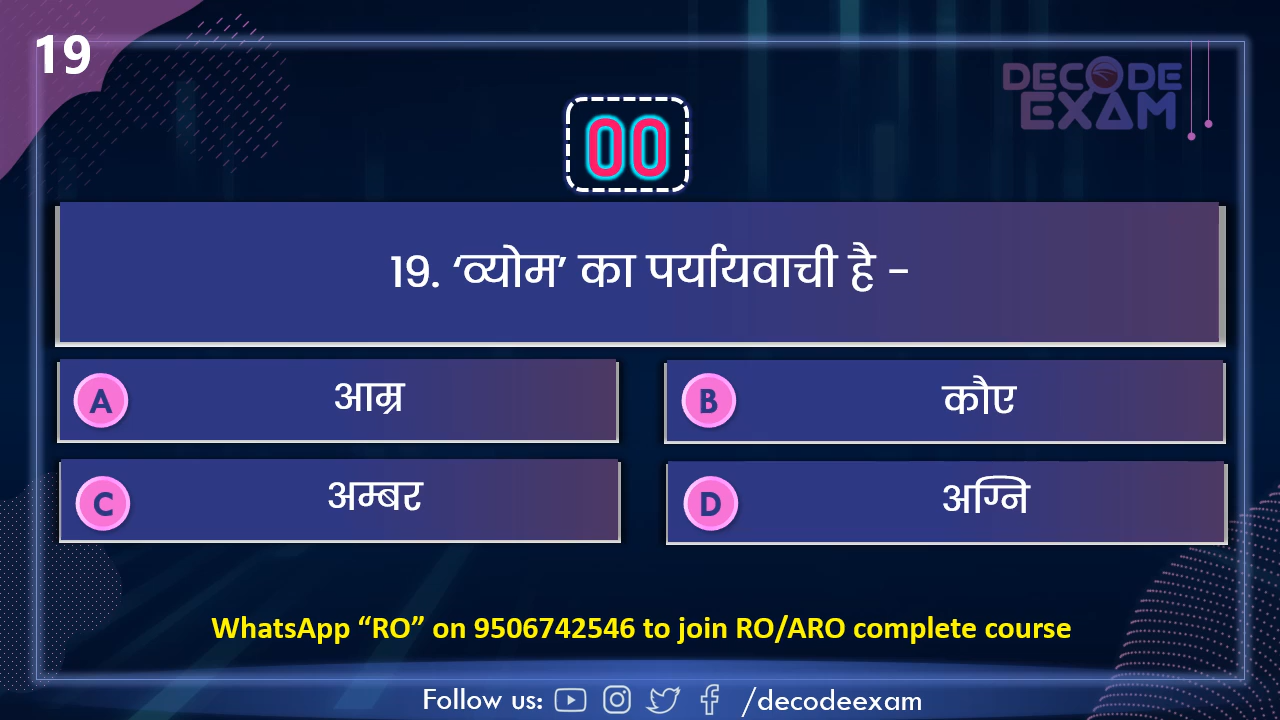 19
DECODE
EXAM
00
19. ‘व्योम’ का पर्यायवाची है -
A आम्र
B कौए
C अम्बर
D अग्नि
WhatsApp “RO” on 9506742546 to join RO/ARO complete course
Follow us: /decodeexam